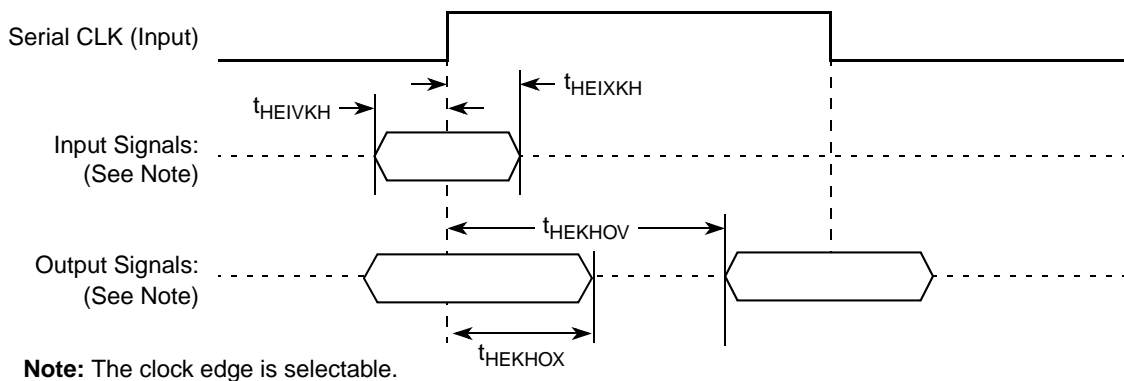 Serial CLK (Input)
tHEIXKH
tHEIVKH
Input Signals:
(See Note)
tHEKHOV
Output Signals:
(See Note)
tHEKHOX
Note: The clock edge is selectable.